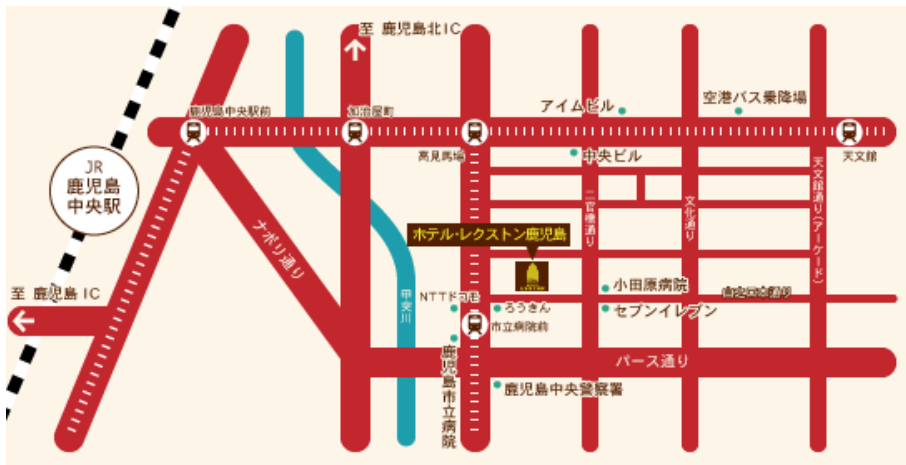 至 鹿児島北IC
鹿児島中央駅前
加治屋町
アイムビル
空港バス乗降場
高見馬場
中央ビル
天文館
JR
鹿児島
中央駅
ナポリ通り
二官橋通り
文化通り
天文館通り(アーケード)
ホテル・レクストン鹿児島
至 鹿児島IC
甲突川
NTTドコモ
ろうきん
小田原病院
セブンイレブン
市立病院前
鹿児島市立病院
パース通り
鹿児島中央警察署